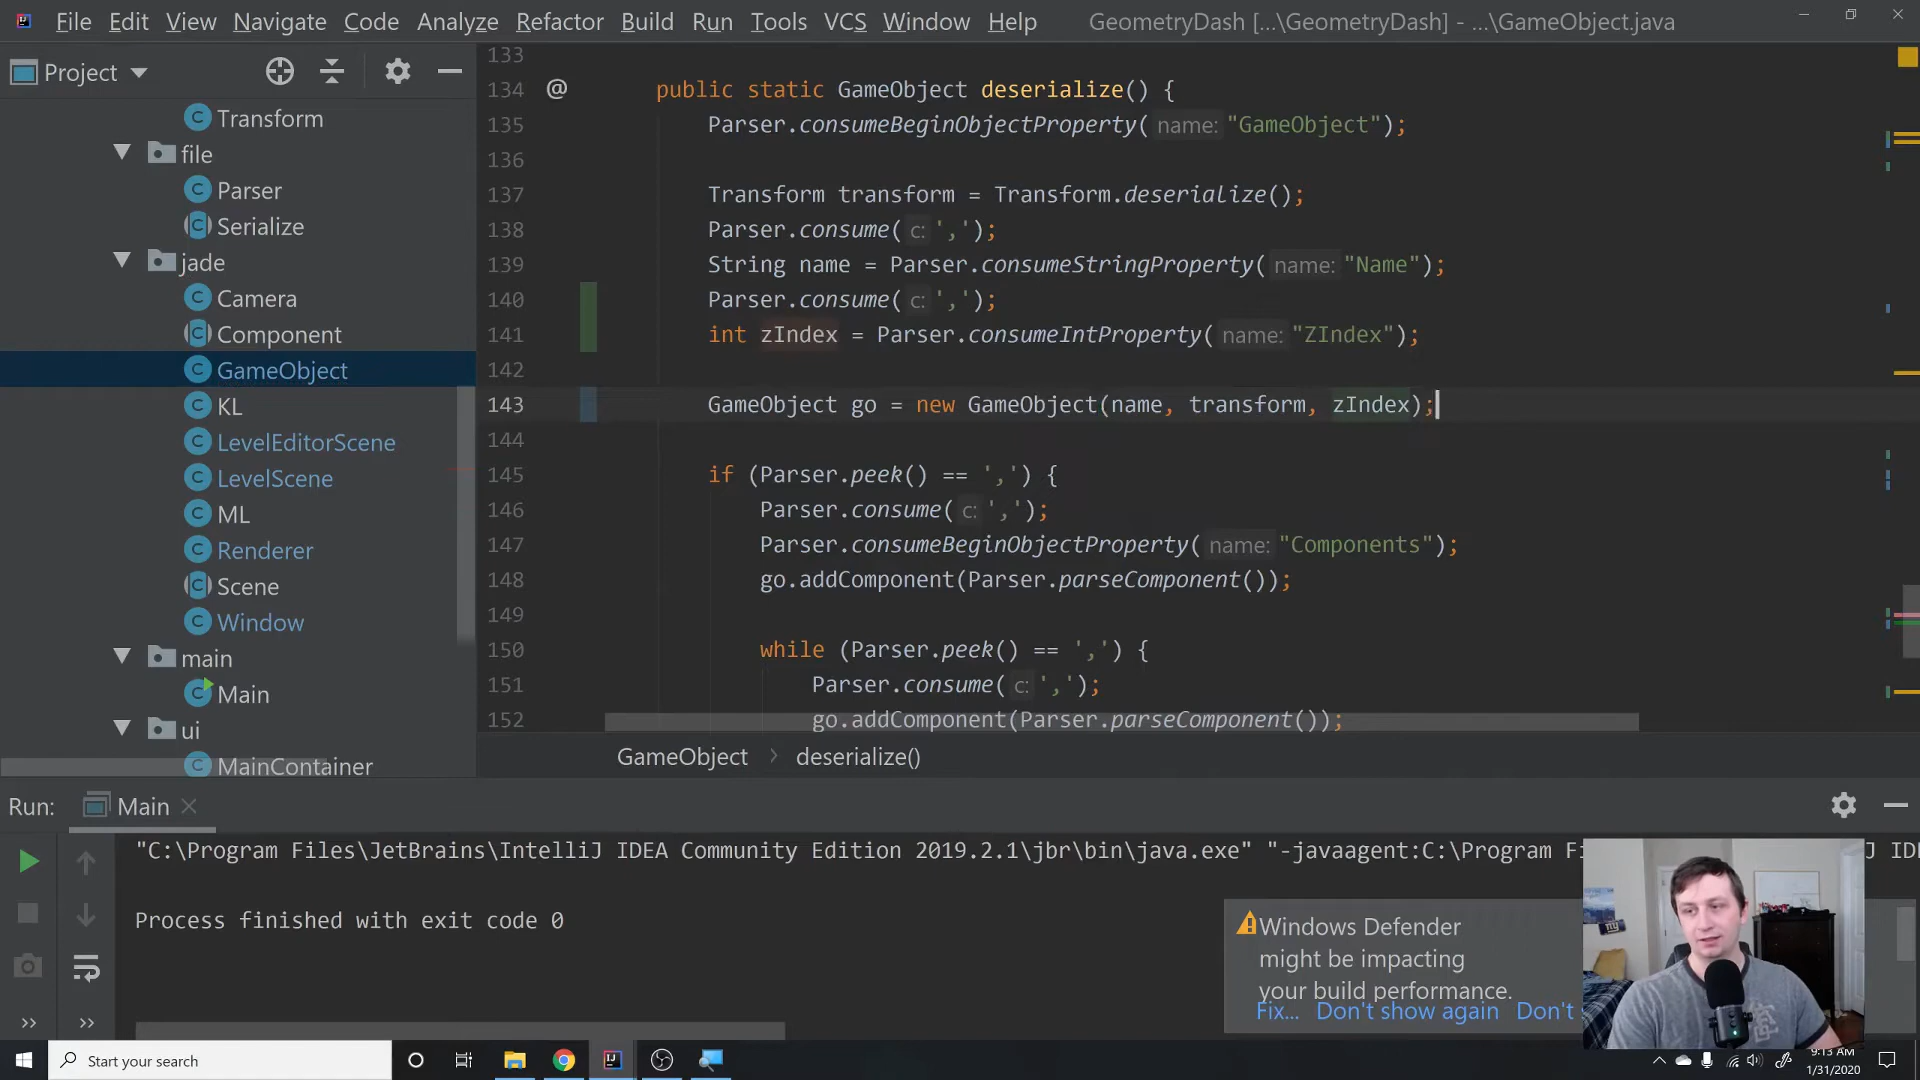 File Edit View Navigate Code Analyze Refactor Build Run Tools VCS Window Help GeometryDash [...\GeometryDash] - ...\GameObject.java
Project
Transform
file
Parser
Serialize
jade
Camera
Component
GameObject
KL
LevelEditorScene
LevelScene
ML
Renderer
Scene
Window
main
Main
ui
MainContainer
133
134 @ public static GameObject deserialize() {
135 Parser.consumeBeginObjectProperty( name: "GameObject");
136
137 Transform transform = Transform.deserialize();
138 Parser.consume( c: ',');
139 String name = Parser.consumeStringProperty( name: "Name");
140 Parser.consume( c: ',');
141 int zIndex = Parser.consumeIntProperty( name: "ZIndex");
142
143 GameObject go = new GameObject(name, transform, zIndex);
144
145 if (Parser.peek() == ',') {
146 Parser.consume( c: ',');
147 Parser.consumeBeginObjectProperty( name: "Components");
148 go.addComponent(Parser.parseComponent());
149
150 while (Parser.peek() == ',') {
151 Parser.consume( c: ',');
152 go.addComponent(Parser.parseComponent());
GameObject > deserialize()
Run: Main
"C:\Program Files\JetBrains\IntelliJ IDEA Community Edition 2019.2.1\jbr\bin\java.exe" "-javaagent:C:\Program Fi J IDE
Process finished with exit code 0
Windows Defender
might be impacting
your build performance.
Fix... Don't show again Don't
Start your search
9:13 AM
1/31/2020